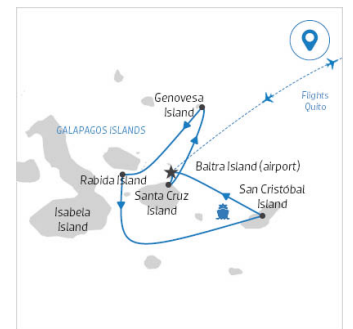 Genovesa
Island
Flights
Quito
GALAPAGOS ISLANDS
Baltra Island (airport)
Rabida Island
Santa Cruz
Island
San Cristóbal
Island
Isabela
Island